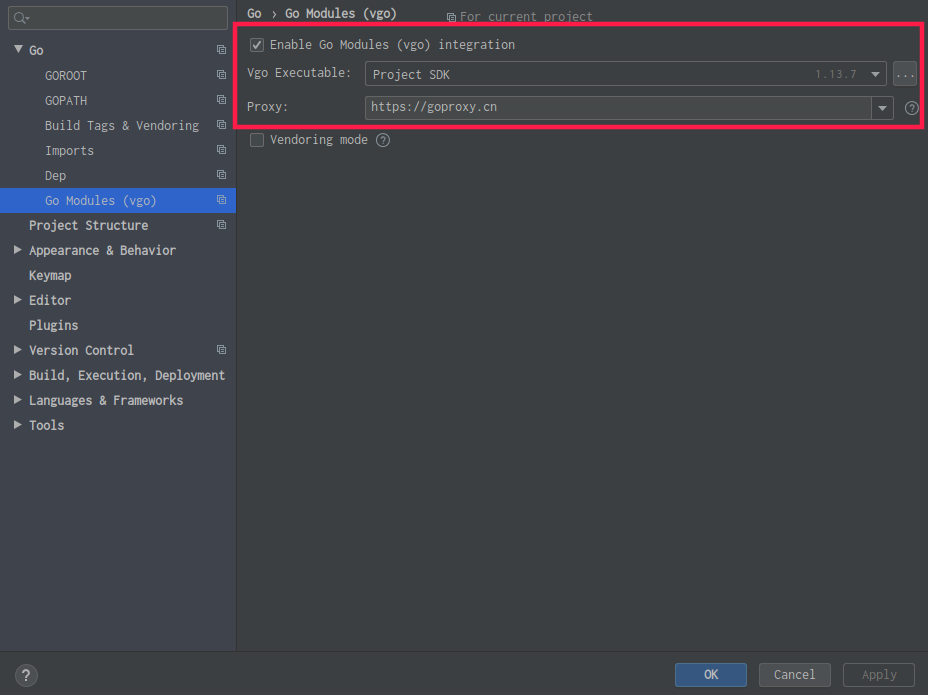 Go › Go Modules (vgo) For current project
Go
GOROOT
GOPATH
Build Tags & Vendoring
Imports
Dep
Go Modules (vgo)
Project Structure
Appearance & Behavior
Keymap
Editor
Plugins
Version Control
Build, Execution, Deployment
Languages & Frameworks
Tools
Enable Go Modules (vgo) integration
Vgo Executable: Project SDK 1.13.7 ...
Proxy: https://goproxy.cn ?
Vendoring mode ?
? OK Cancel Apply